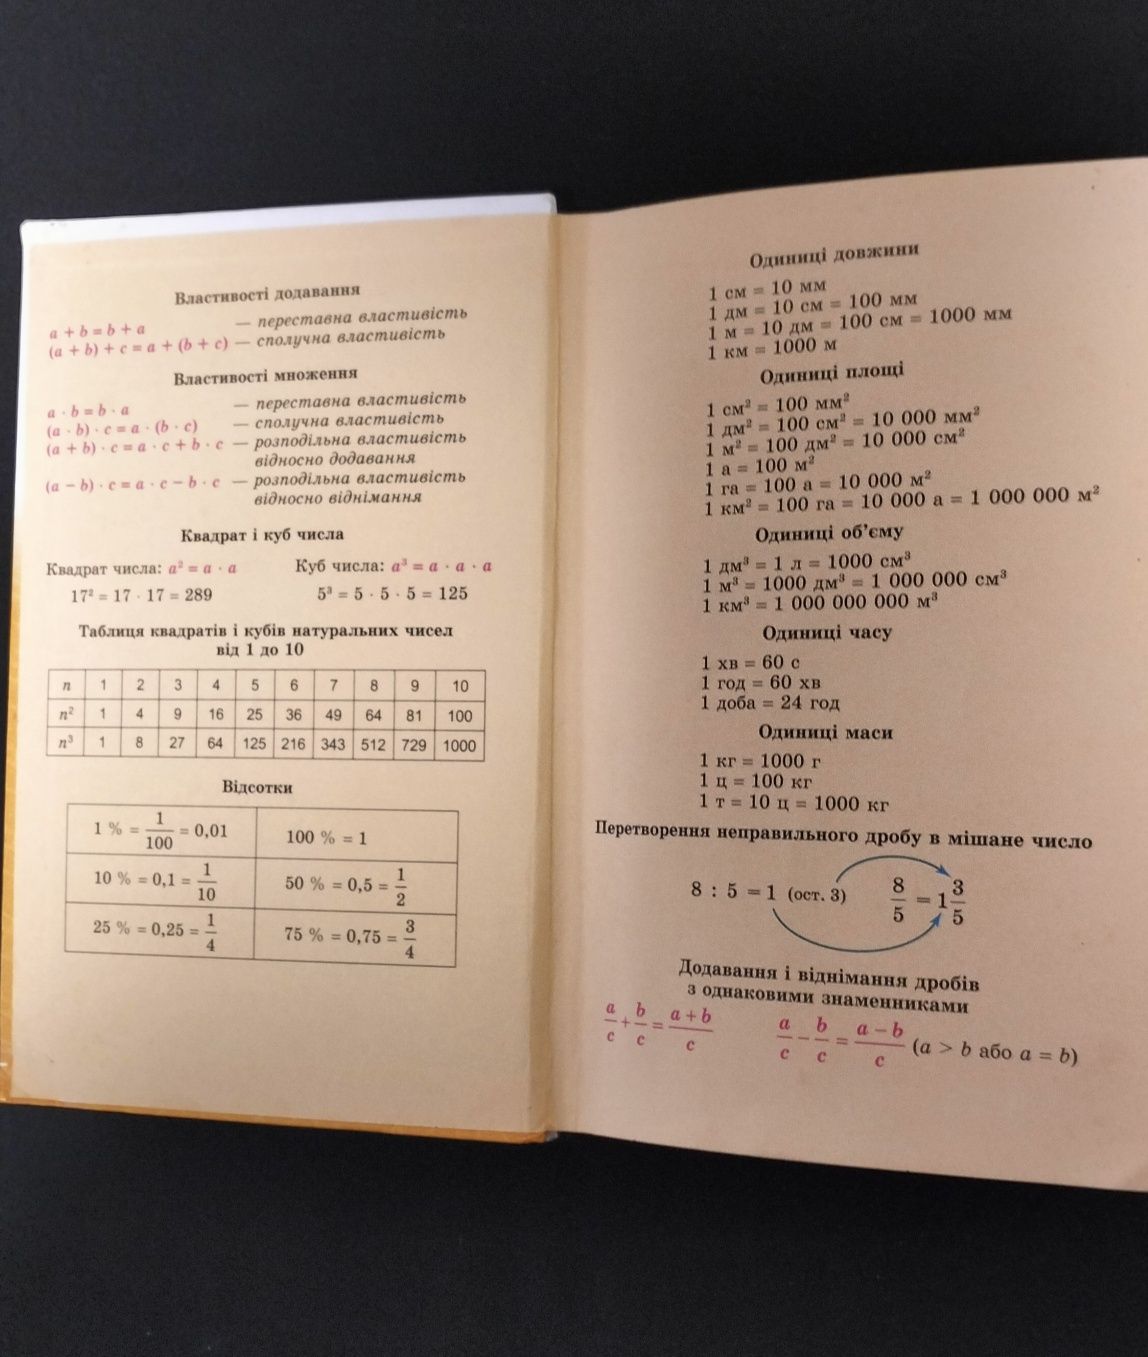 Властивості додавання
a + b = b + a — переставна властивість
(a + b) + c = a + (b + c) — сполучна властивість
Властивості множення
a · b = b · a — переставна властивість
(a · b) · c = a · (b · c) — сполучна властивість
(a + b) · c = a · c + b · c — розподільна властивість
відносно додавання
(a − b) · c = a · c − b · c — розподільна властивість
відносно віднімання
Квадрат і куб числа
Квадрат числа: a² = a · a Куб числа: a³ = a · a · a
17² = 17 · 17 = 289 5³ = 5 · 5 · 5 = 125
Таблиця квадратів і кубів натуральних чисел
від 1 до 10
n 1 2 3 4 5 6 7 8 9 10
n² 1 4 9 16 25 36 49 64 81 100
n³ 1 8 27 64 125 216 343 512 729 1000
Відсотки
1 % = 1/100 = 0,01 100 % = 1
10 % = 0,1 = 1/10 50 % = 0,5 = 1/2
25 % = 0,25 = 1/4 75 % = 0,75 = 3/4
Одиниці довжини
1 см = 10 мм
1 дм = 10 см = 100 мм
1 м = 10 дм = 100 см = 1000 мм
1 км = 1000 м
Одиниці площі
1 см² = 100 мм²
1 дм² = 100 см² = 10 000 мм²
1 м² = 100 дм² = 10 000 см²
1 а = 100 м²
1 га = 100 а = 10 000 м²
1 км² = 100 га = 10 000 а = 1 000 000 м²
Одиниці об’єму
1 дм³ = 1 л = 1000 см³
1 м³ = 1000 дм³ = 1 000 000 см³
1 км³ = 1 000 000 000 м³
Одиниці часу
1 хв = 60 с
1 год = 60 хв
1 доба = 24 год
Одиниці маси
1 кг = 1000 г
1 ц = 100 кг
1 т = 10 ц = 1000 кг
Перетворення неправильного дробу в мішане число
8 : 5 = 1 (ост. 3) 8/5 = 1 3/5
Додавання і віднімання дробів
з однаковими знаменниками
a/c + b/c = (a + b)/c a/c − b/c = (a − b)/c (a > b або a = b)